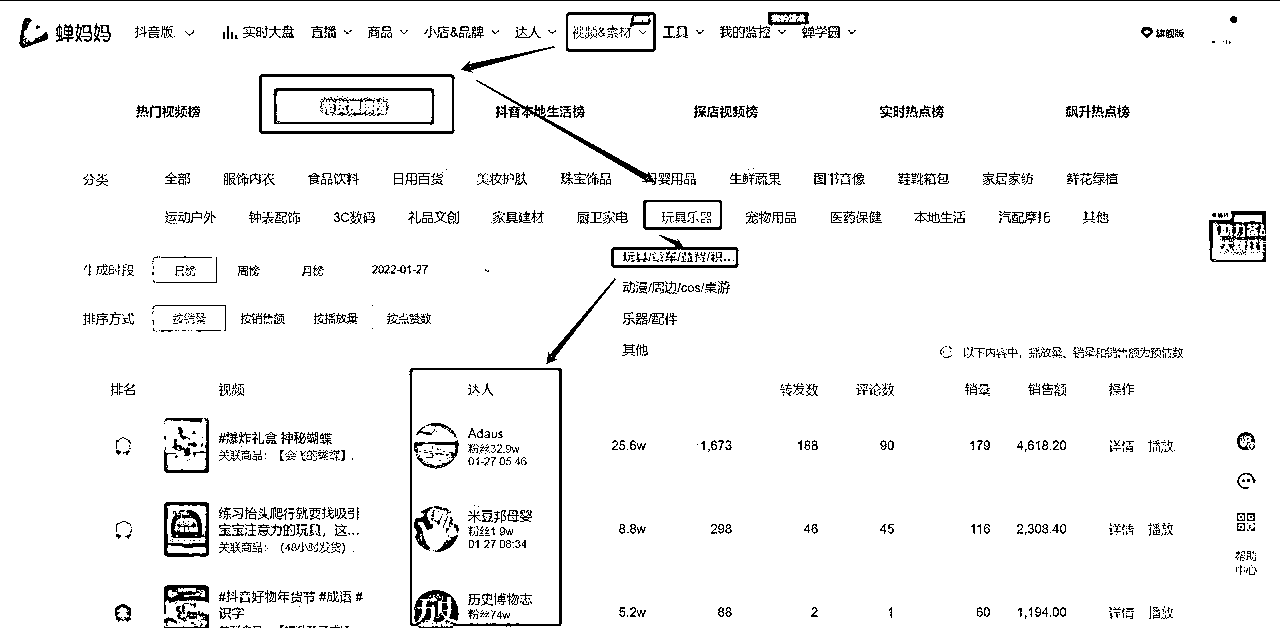 蝉妈妈 抖音版 实时大盘 直播 商品 小店&品牌 达人 视频&素材 工具 我的监控 蝉学园 旗舰版
热门视频榜 抖音本地生活榜 探店视频榜 实时热点榜 飙升热点榜
分类 全部 服饰内衣 食品饮料 日用百货 美妆护肤 珠宝饰品 母婴用品 生鲜蔬果 图书音像 鞋靴箱包 家居家纺 鲜花绿植
运动户外 钟表配饰 3C数码 礼品文创 家具建材 厨卫家电 玩具乐器 宠物用品 医药保健 本地生活 汽配摩托 其他
玩具/童车/益智/积...
生成时段 日榜 周榜 月榜 2022-01-27
动漫/周边/cos/桌游
排序方式 按销量 按销售额 按播放量 按点赞数
乐器/配件
其他
以下内容中，播放量、销量和销售额为预估数
排名 视频 达人 转发数 评论数 销量 销售额 操作
#爆炸礼盒 神秘蝴蝶
关联商品：【会飞的蝴蝶】.
Adaus
粉丝32.9w
01-27 05:46
25.6w 1,673 188 90 179 4,618.20 详情 播放
练习抬头爬行就要找吸引
宝宝注意力的玩具，这...
关联商品：（48小时发货）.
米豆邦母婴
粉丝1.9w
01-27 08:34
8.8w 298 46 45 116 2,308.40 详情 播放
#抖音好物年货节 #成语 #
识字
历史博物志
粉丝74w
5.2w 88 2 1 60 1,194.00 详情 播放
帮助
中心